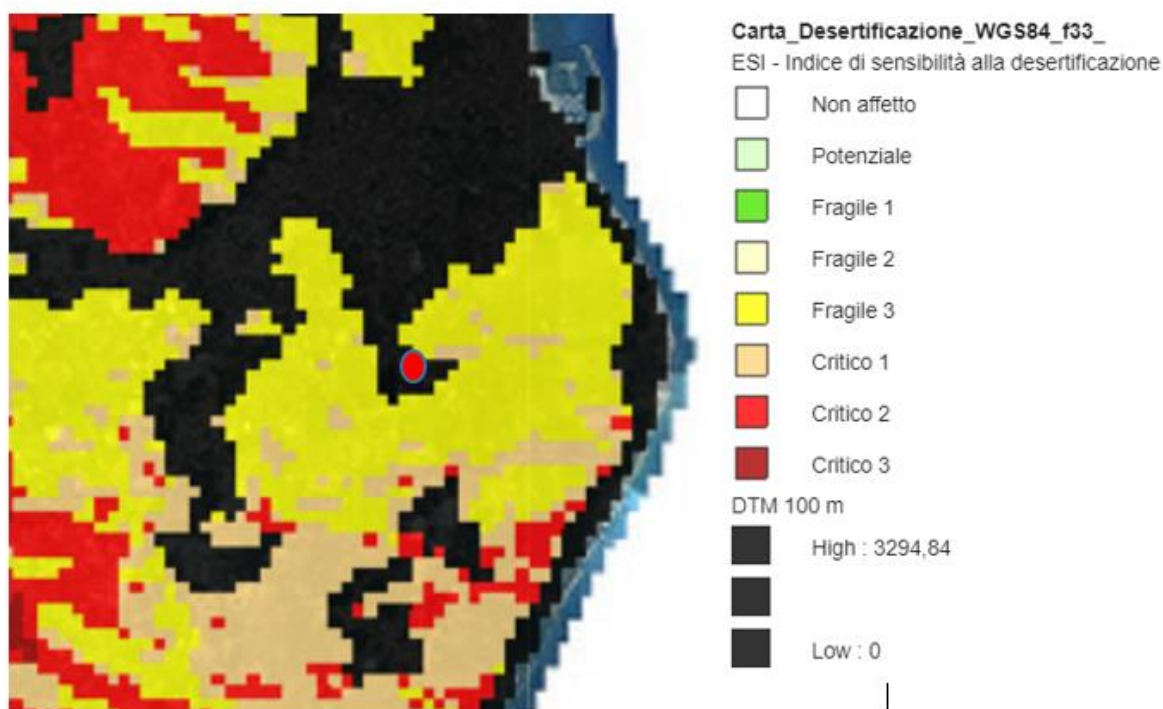 Carta_Desertificazione_WGS84_f33_
ESI - Indice di sensibilità alla desertificazione
Non affetto
Potenziale
Fragile 1
Fragile 2
Fragile 3
Critico 1
Critico 2
Critico 3
DTM 100 m
High : 3294,84
Low : 0